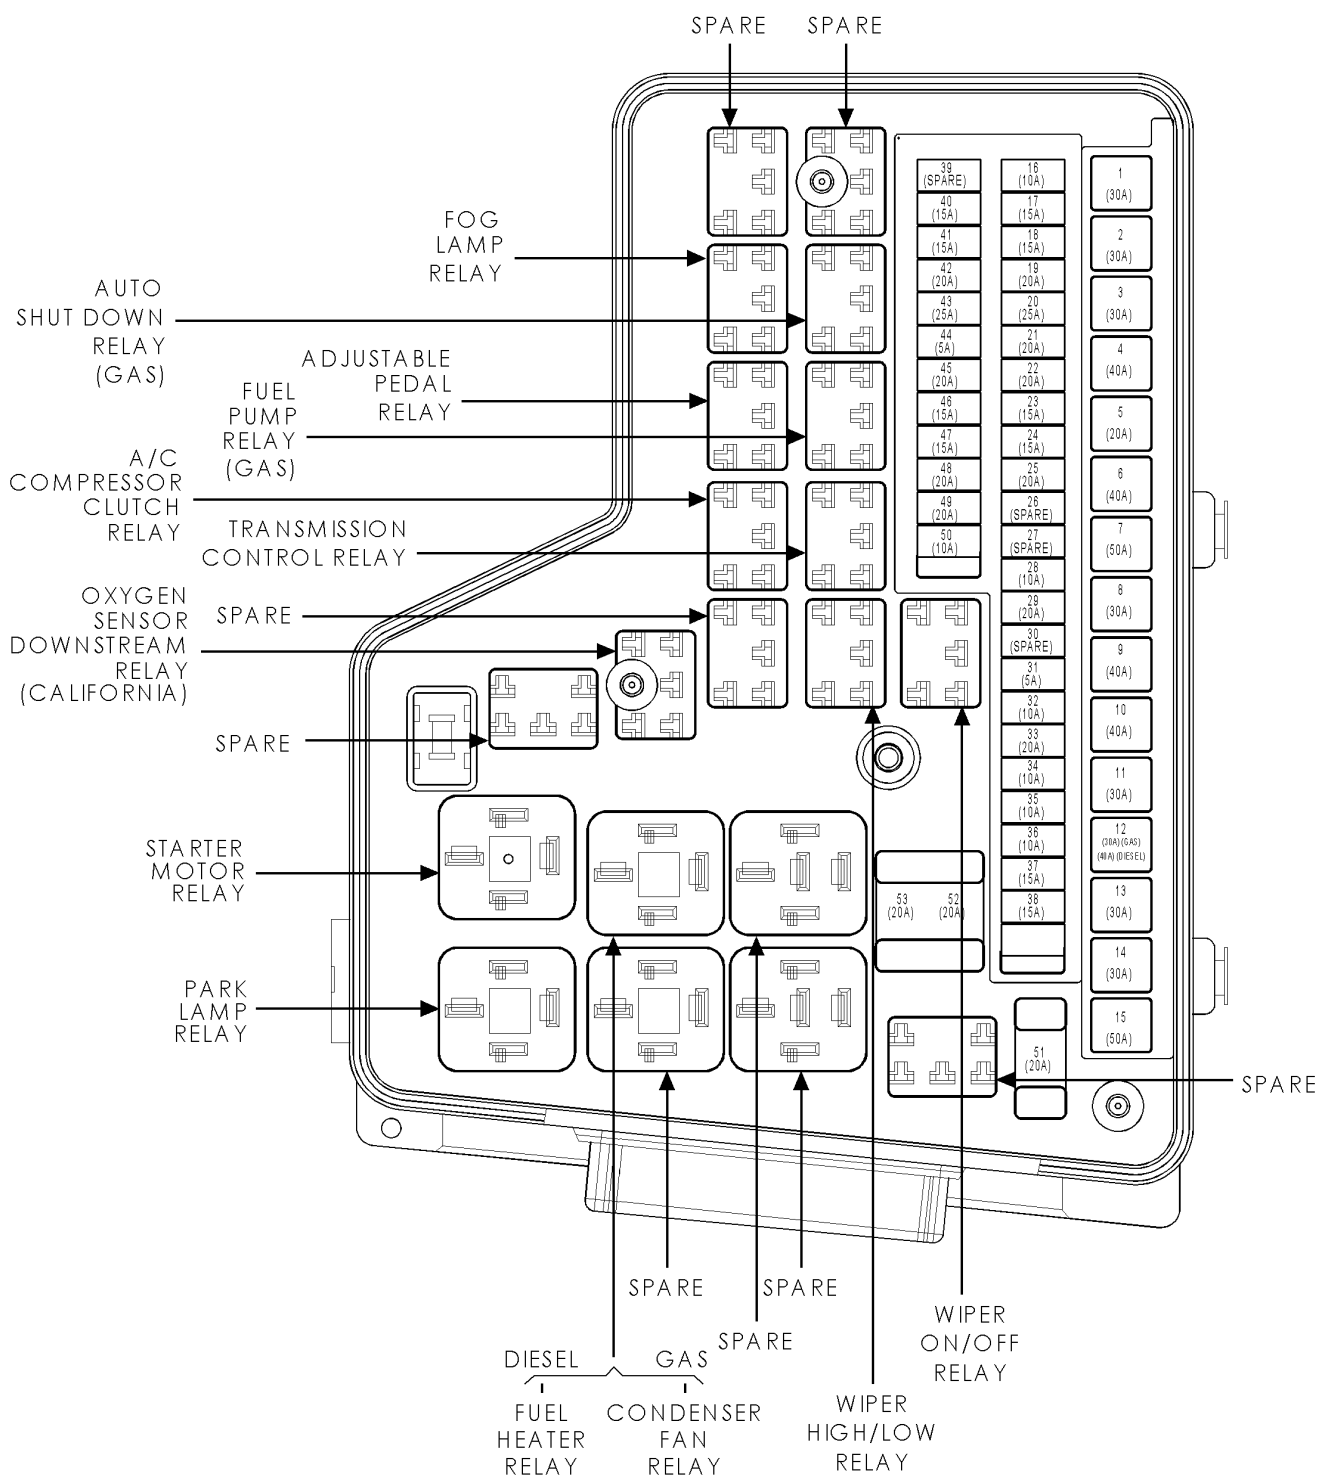 SPARE
SPARE
FOG
LAMP
RELAY
AUTO
SHUT DOWN
RELAY
(GAS)
ADJUSTABLE
PEDAL
RELAY
FUEL
PUMP
RELAY
(GAS)
A/C
COMPRESSOR
CLUTCH
RELAY
TRANSMISSION
CONTROL RELAY
OXYGEN
SENSOR
DOWNSTREAM
RELAY
(CALIFORNIA)
SPARE
SPARE
STARTER
MOTOR
RELAY
PARK
LAMP
RELAY
39
(SPARE)
40
(15A)
41
(15A)
42
(20A)
43
(25A)
44
(5A)
45
(20A)
46
(15A)
47
(15A)
48
(20A)
49
(20A)
50
(10A)
16
(10A)
17
(15A)
18
(15A)
19
(20A)
20
(25A)
21
(20A)
22
(20A)
23
(15A)
24
(15A)
25
(20A)
26
(SPARE)
27
(SPARE)
28
(10A)
29
(20A)
30
(SPARE)
31
(5A)
32
(10A)
33
(20A)
34
(10A)
35
(10A)
36
(10A)
37
(15A)
38
(15A)
1
(30A)
2
(30A)
3
(30A)
4
(40A)
5
(20A)
6
(40A)
7
(50A)
8
(30A)
9
(40A)
10
(40A)
11
(30A)
12
(30A)(GAS)
(40A)(DIESEL)
13
(30A)
14
(30A)
15
(50A)
53
(20A)
52
(20A)
51
(20A)
SPARE
SPARE
SPARE
SPARE
WIPER
ON/OFF
RELAY
DIESEL
GAS
FUEL
HEATER
RELAY
CONDENSER
FAN
RELAY
WIPER
HIGH/LOW
RELAY